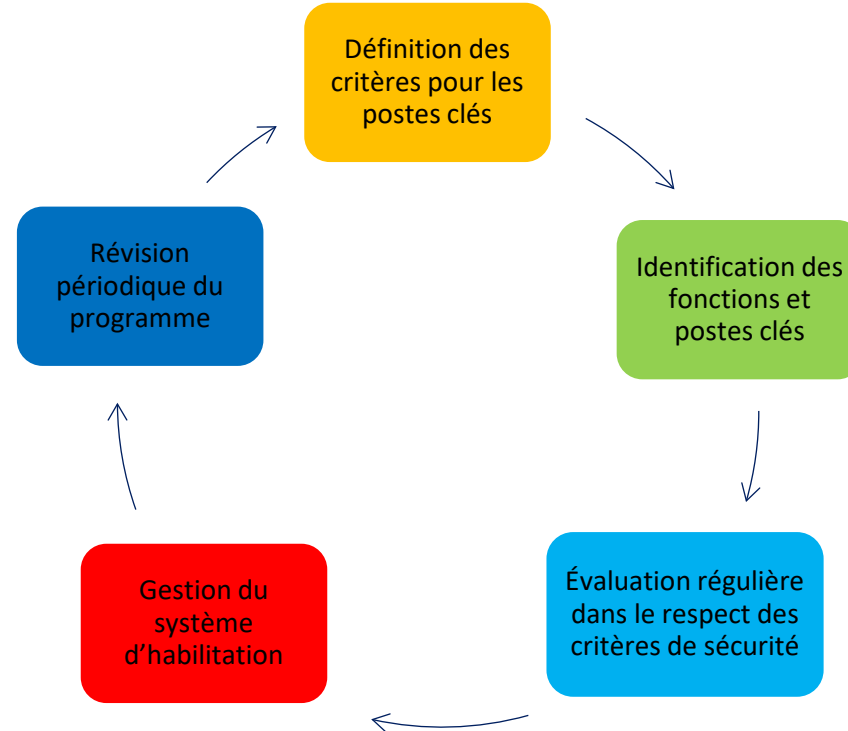 Définition des
critères pour les
postes clés
Identification des
fonctions et
postes clés
Évaluation régulière
dans le respect des
critères de sécurité
Gestion du
système
d’habilitation
Révision
périodique du
programme